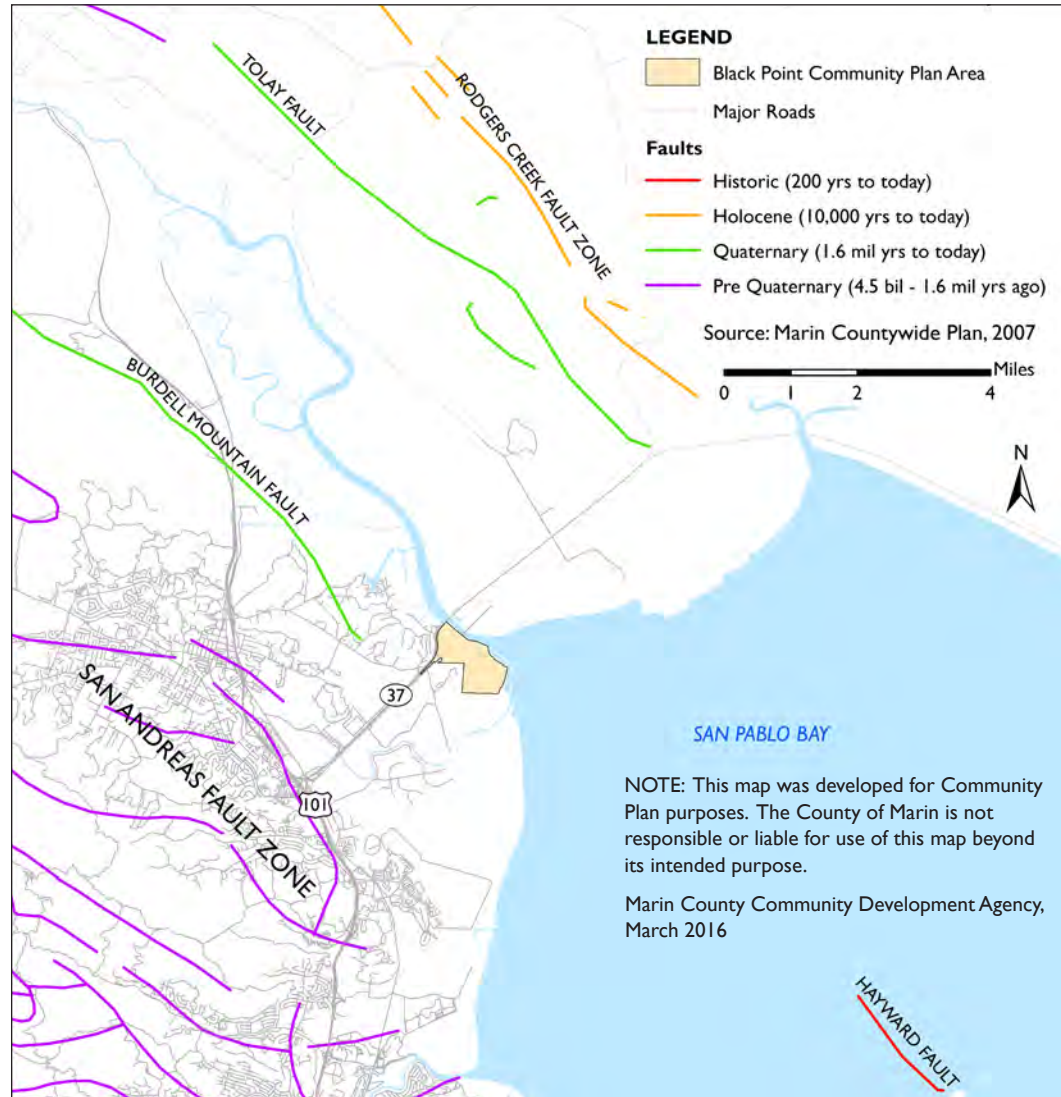 LEGEND
Black Point Community Plan Area
Major Roads
Faults
Historic (200 yrs to today)
Holocene (10,000 yrs to today)
Quaternary (1.6 mil yrs to today)
Pre Quaternary (4.5 bil - 1.6 mil yrs ago)
Source: Marin Countywide Plan, 2007
Miles
0 1 2 4
N
TOLAY FAULT
RODGERS CREEK FAULT ZONE
BURDELL MOUNTAIN FAULT
SAN ANDREAS FAULT ZONE
37
101
SAN PABLO BAY
NOTE: This map was developed for Community
Plan purposes. The County of Marin is not
responsible or liable for use of this map beyond
its intended purpose.
Marin County Community Development Agency,
March 2016
HAYWARD FAULT